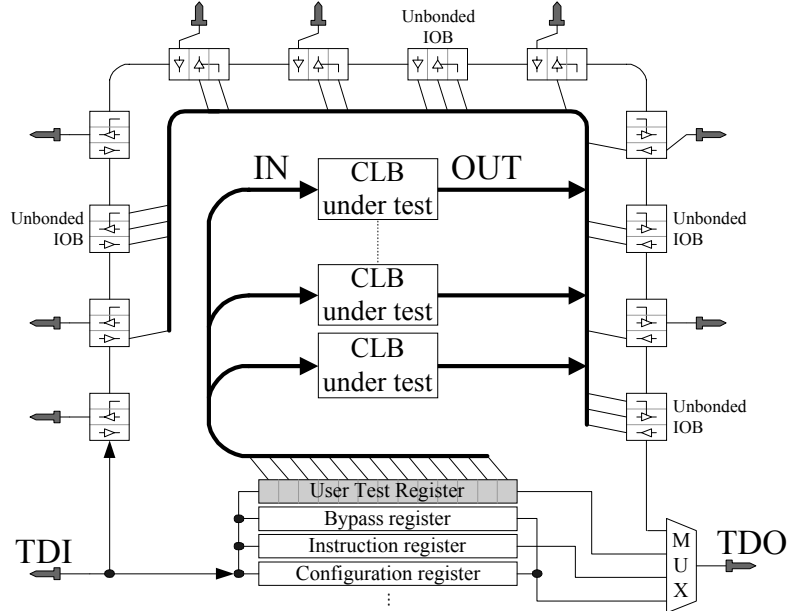 Unbonded
IOB
IN
CLB
under test
OUT
Unbonded
IOB
Unbonded
IOB
CLB
under test
CLB
under test
Unbonded
IOB
User Test Register
Bypass register
Instruction register
Configuration register
TDI
M
U
X
TDO